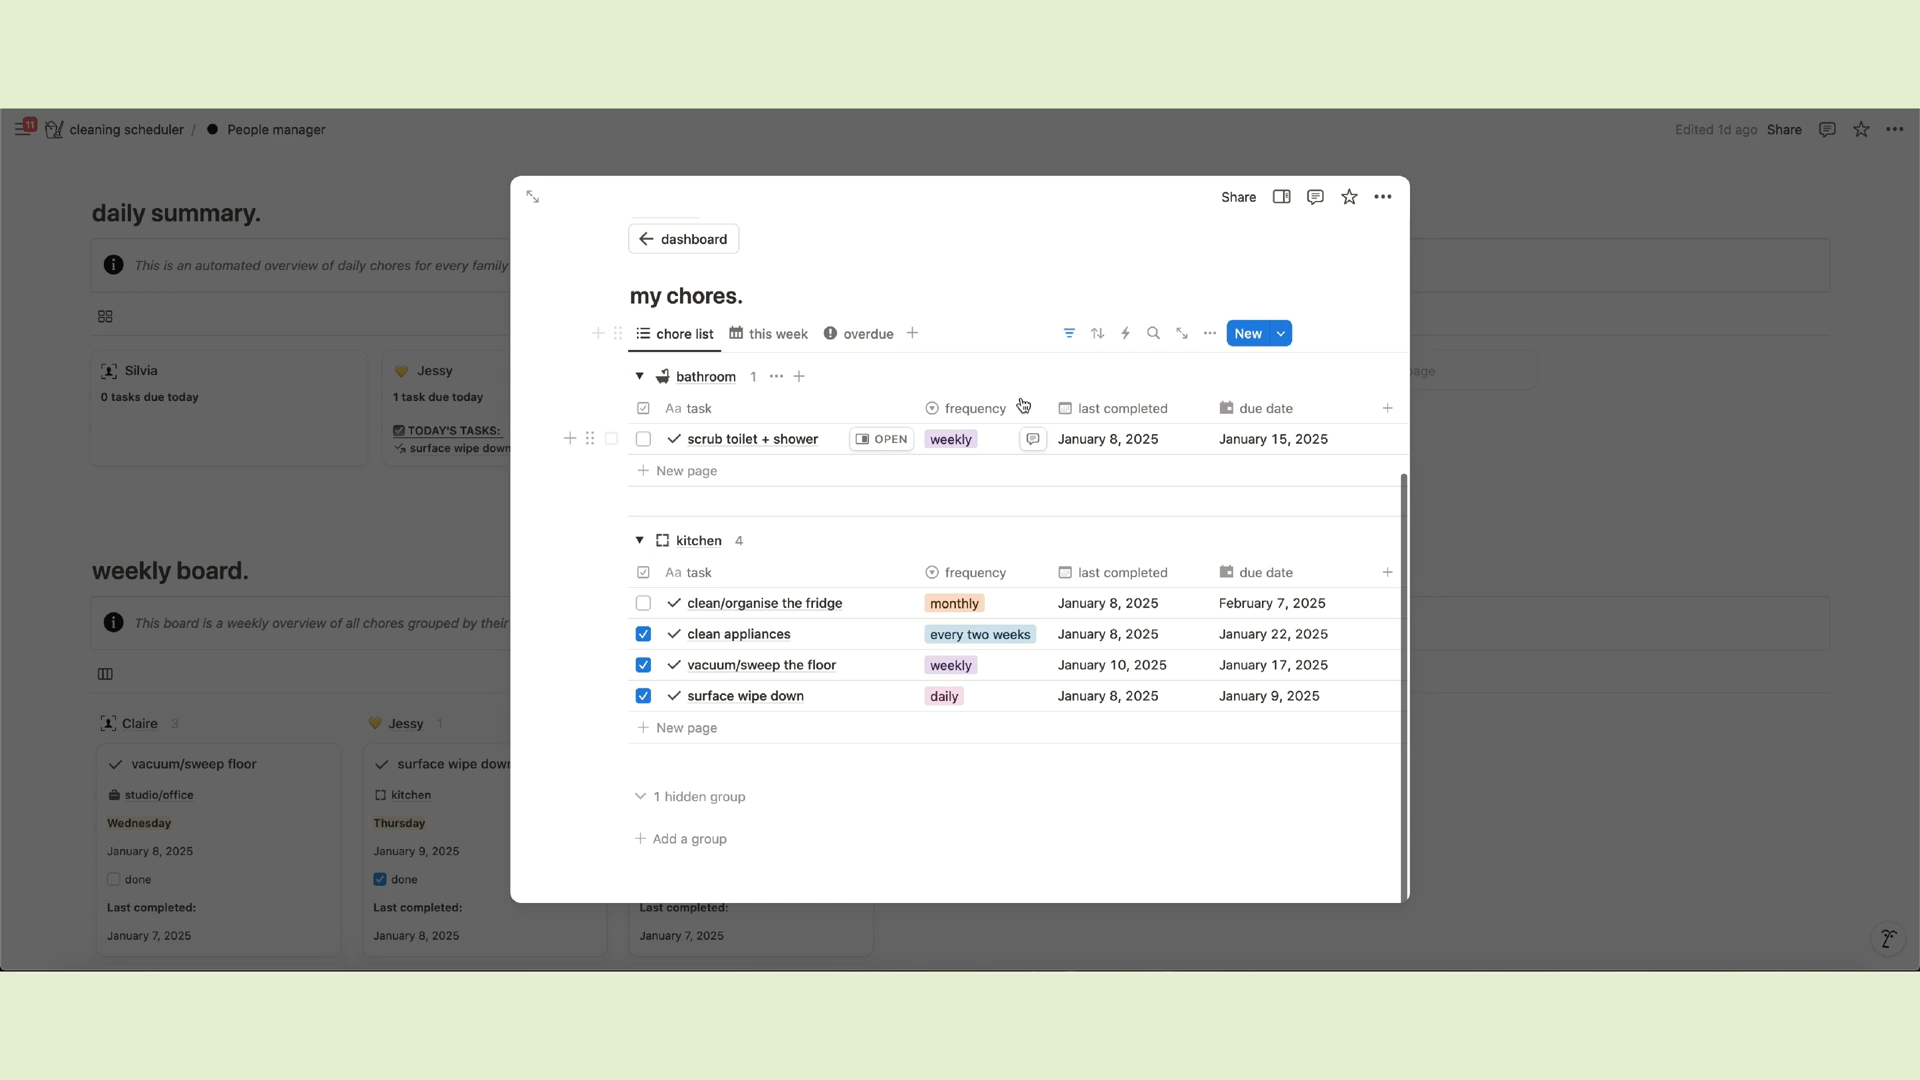 11 cleaning scheduler / People manager
Edited 1d ago Share
daily summary.
This is an automated overview of daily chores for every family
Silvia
0 tasks due today
Jessy
1 task due today
TODAY'S TASKS:
surface wipe down
weekly board.
This board is a weekly overview of all chores grouped by their
Claire 3
vacuum/sweep floor
studio/office
Wednesday
January 8, 2025
done
Last completed:
January 7, 2025
Jessy 1
surface wipe down
kitchen
Thursday
January 9, 2025
done
Last completed:
January 8, 2025
Last completed:
January 7, 2025
page
Share
dashboard
my chores.
chore list this week overdue
New
bathroom 1
Aa task frequency last completed due date
scrub toilet + shower OPEN weekly January 8, 2025 January 15, 2025
New page
kitchen 4
Aa task frequency last completed due date
clean/organise the fridge monthly January 8, 2025 February 7, 2025
clean appliances every two weeks January 8, 2025 January 22, 2025
vacuum/sweep the floor weekly January 10, 2025 January 17, 2025
surface wipe down daily January 8, 2025 January 9, 2025
New page
1 hidden group
Add a group